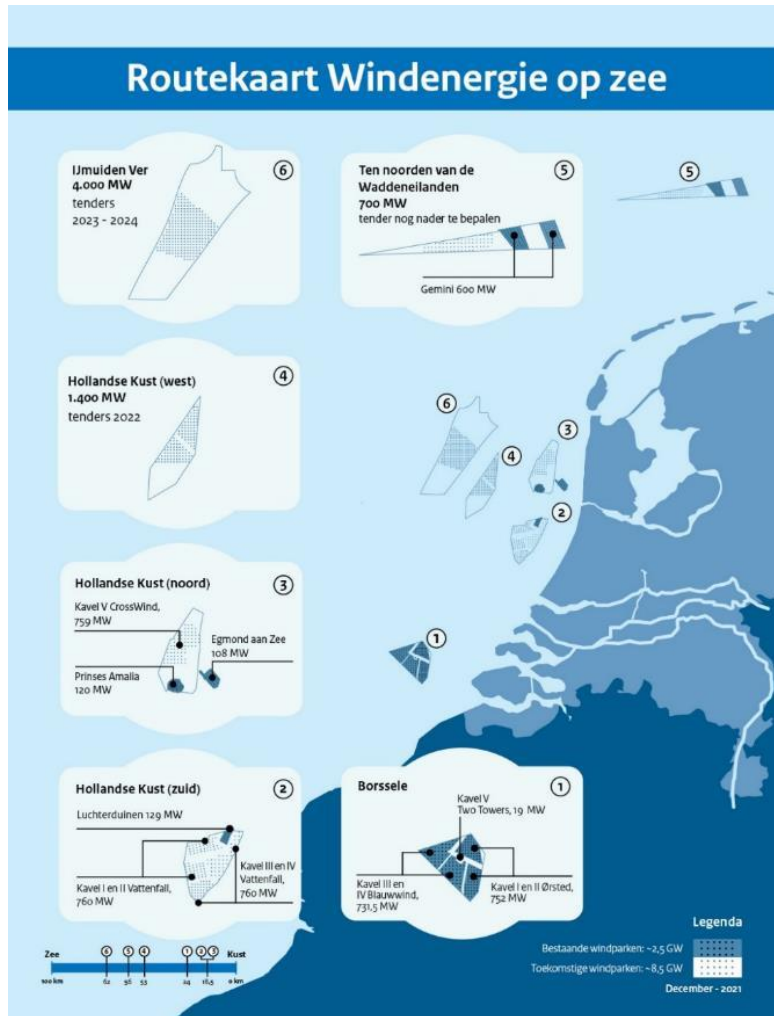 Routekaart Windenergie op zee
IJmuiden Ver
4.000 MW
tenders
2023 - 2024
6
Ten noorden van de
Waddeneilanden
700 MW
tender nog nader te bepalen
5
Gemini 600 MW
5
Hollandse Kust (west)
1.400 MW
tenders 2022
4
6
4
3
2
1
Hollandse Kust (noord)
3
Kavel V CrossWind,
759 MW
Egmond aan Zee
108 MW
Prinses Amalia
120 MW
Hollandse Kust (zuid)
2
Luchterduinen 129 MW
Kavel I en II Vattenfall,
760 MW
Kavel III en IV
Vattenfall,
760 MW
Borssele
1
Kavel V
Two Towers, 19 MW
Kavel III en
IV Blauwwind,
731,5 MW
Kavel I en II Ørsted,
752 MW
Zee
6
5
4
1
2
3
Kust
100 km
62
56
53
24
18,5
0 km
Legenda
Bestaande windparken: ~2,5 GW
Toekomstige windparken: ~8,5 GW
December - 2021